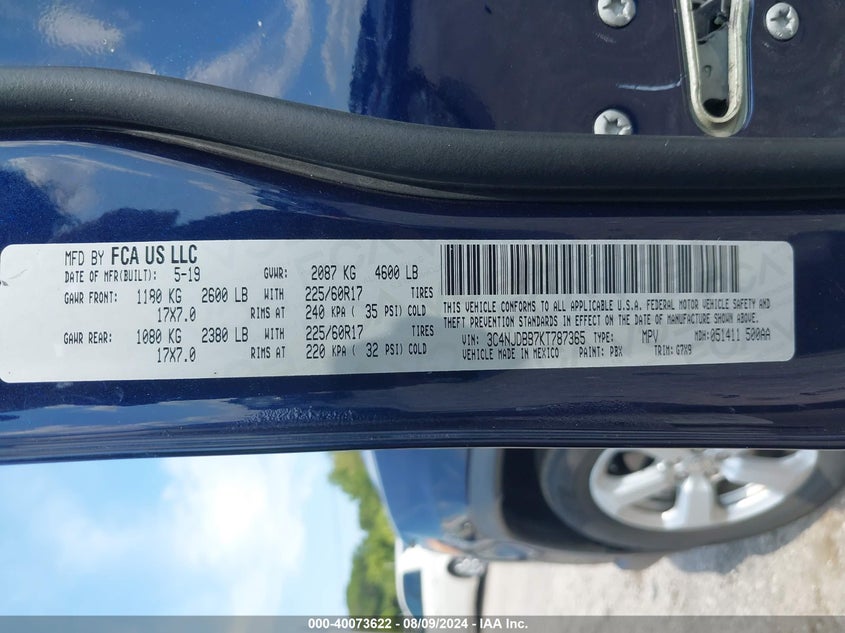 MFD BY FCA US LLC
DATE OF MFR(BUILT): 5-19 GVWR: 2087 KG 4600 LB
GAWR FRONT: 1180 KG 2600 LB WITH 225/60R17 TIRES
17X7.0 RIMS AT 240 KPA ( 35 PSI) COLD
GAWR REAR: 1080 KG 2380 LB WITH 225/60R17 TIRES
17X7.0 RIMS AT 220 KPA ( 32 PSI) COLD
THIS VEHICLE CONFORMS TO ALL APPLICABLE U.S.A. FEDERAL MOTOR VEHICLE SAFETY AND
THEFT PREVENTION STANDARDS IN EFFECT ON THE DATE OF MANUFACTURE SHOWN ABOVE.
VIN: 3C4NJDBB7KT787365 TYPE: MPV MDH:051411 500AA
VEHICLE MADE IN MEXICO PAINT: PBX TRIM: G7X9
000-40073622 - 08/09/2024 - IAA Inc.